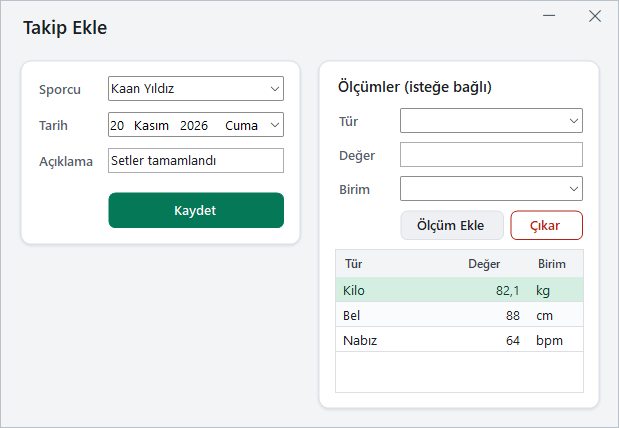 Takip Ekle
Sporcu Kaan Yıldız
Tarih 20 Kasım 2026 Cuma
Açıklama Setler tamamlandı
Kaydet
Ölçümler (isteğe bağlı)
Tür
Değer
Birim
Ölçüm Ekle Çıkar
Tür Değer Birim
Kilo 82,1 kg
Bel 88 cm
Nabız 64 bpm